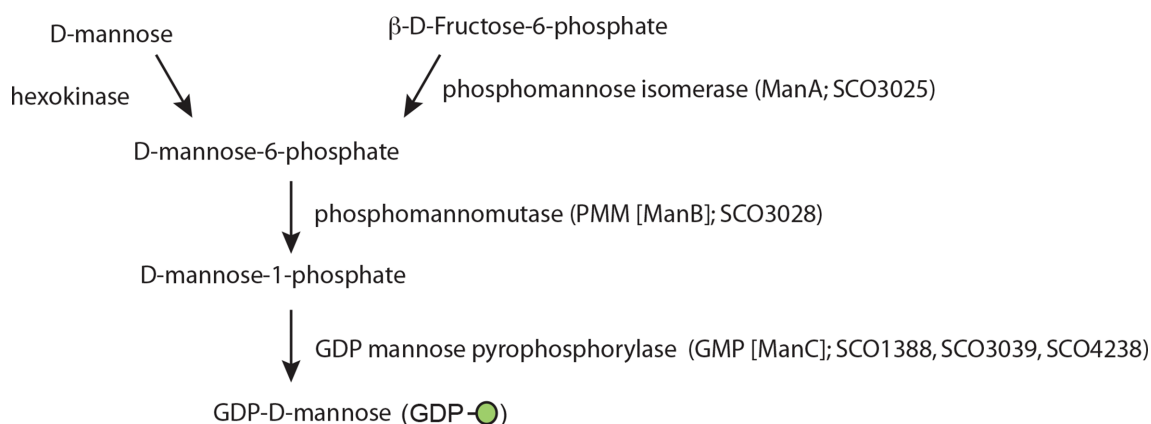 D-mannose
β-D-Fructose-6-phosphate
hexokinase
phosphomannose isomerase (ManA; SCO3025)
D-mannose-6-phosphate
phosphomannomutase (PMM [ManB]; SCO3028)
D-mannose-1-phosphate
GDP mannose pyrophosphorylase (GMP [ManC]; SCO1388, SCO3039, SCO4238)
GDP-D-mannose (GDP-)